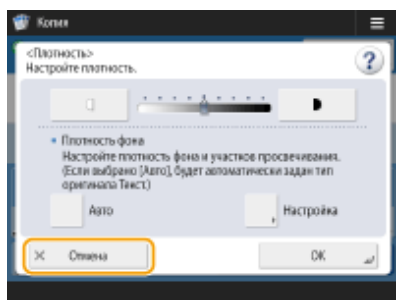 Копия
<Плотность>
Настройте плотность.
?
• Плотность фона
Настройте плотность фона и участков просвечивания.
(Если выбрано [Авто], будет автоматически задан тип
оригинала Текст.)
Авто
Настройка
Отмена
OK